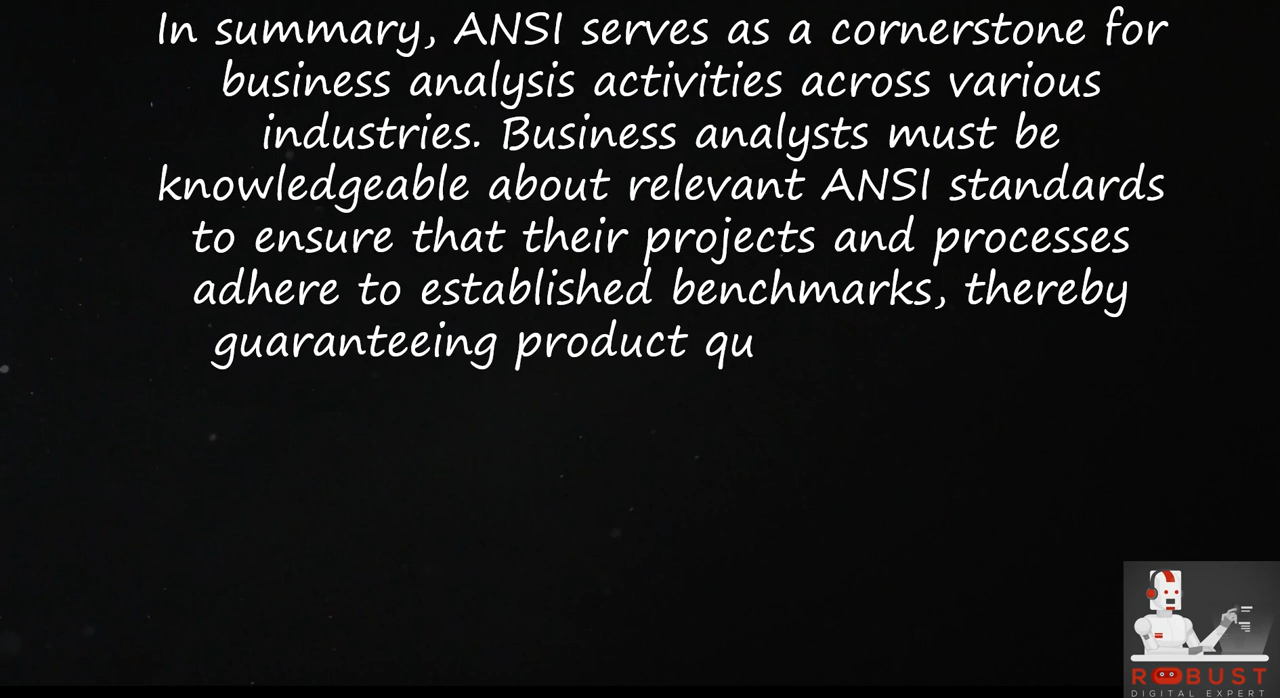 In summary, ANSI serves as a cornerstone for
business analysis activities across various
industries. Business analysts must be
knowledgeable about relevant ANSI standards
to ensure that their projects and processes
adhere to established benchmarks, thereby
guaranteeing product qu
ROBUST
DIGITAL EXPERT